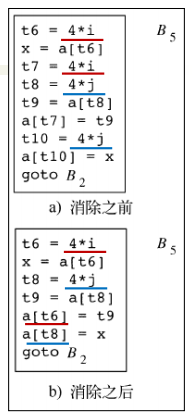 t6 = 4*i B5
x = a[t6]
t7 = 4*i
t8 = 4*j
t9 = a[t8]
a[t7] = t9
t10 = 4*j
a[t10] = x
goto B2
a) 消除之前
t6 = 4*i B5
x = a[t6]
t8 = 4*j
t9 = a[t8]
a[t6] = t9
a[t8] = x
goto B2
b) 消除之后